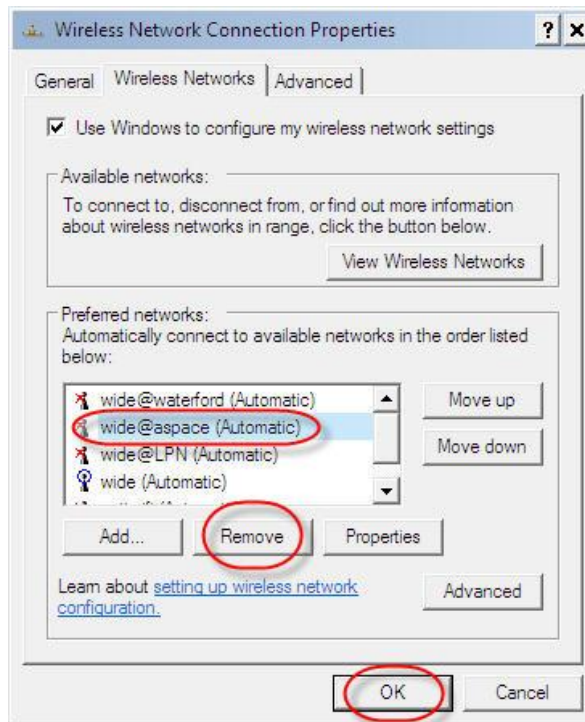 Wireless Network Connection Properties
General Wireless Networks Advanced
Use Windows to configure my wireless network settings
Available networks:
To connect to, disconnect from, or find out more information
about wireless networks in range, click the button below.
View Wireless Networks
Preferred networks:
Automatically connect to available networks in the order listed
below:
wide@waterford (Automatic)
wide@aspace (Automatic)
wide@LPN (Automatic)
wide (Automatic)
Move up
Move down
Add... Remove Properties
Learn about setting up wireless network
configuration.
Advanced
OK Cancel